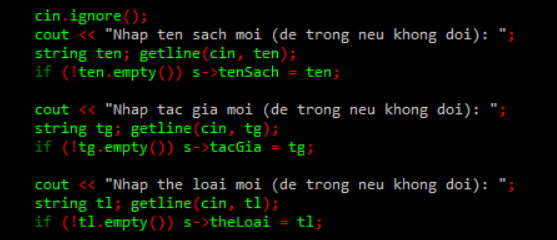 cin.ignore();
cout << "Nhap ten sach moi (de trong neu khong doi): ";
string ten; getline(cin, ten);
if (!ten.empty()) s->tenSach = ten;
cout << "Nhap tac gia moi (de trong neu khong doi): ";
string tg; getline(cin, tg);
if (!tg.empty()) s->tacGia = tg;
cout << "Nhap the loai moi (de trong neu khong doi): ";
string tl; getline(cin, tl);
if (!tl.empty()) s->theLoai = tl;